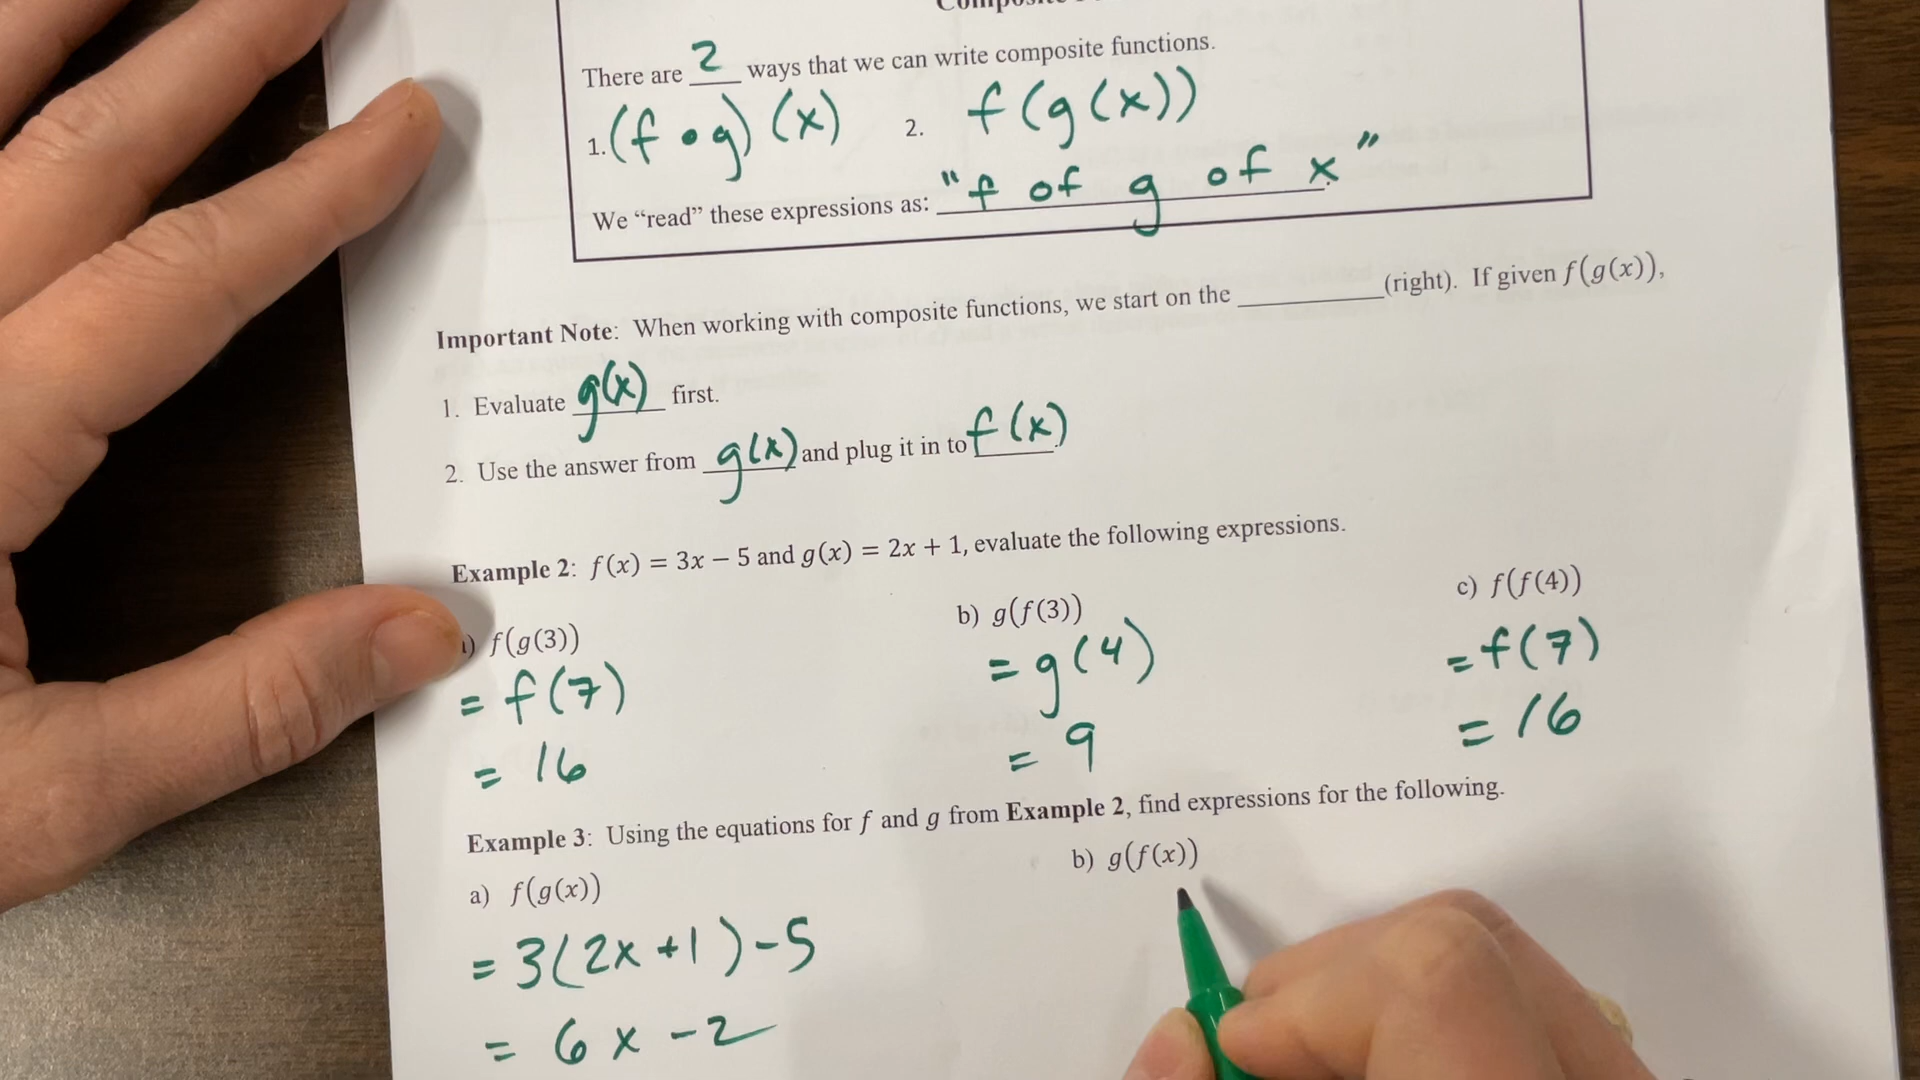 There are 2 ways that we can write composite functions.
1. (f∘g)(x) 2. f(g(x))
We “read” these expressions as: "f of g of x".
Important Note: When working with composite functions, we start on the __________(right). If given f(g(x)),
1. Evaluate g(x) first.
2. Use the answer from g(x) and plug it in to f(x).
Example 2: f(x) = 3x − 5 and g(x) = 2x + 1, evaluate the following expressions.
) f(g(3)) b) g(f(3)) c) f(f(4))
= f(7) = g(4) = f(7)
= 16 = 9 = 16
Example 3: Using the equations for f and g from Example 2, find expressions for the following.
a) f(g(x)) b) g(f(x))
= 3(2x+1)-5
= 6x-2